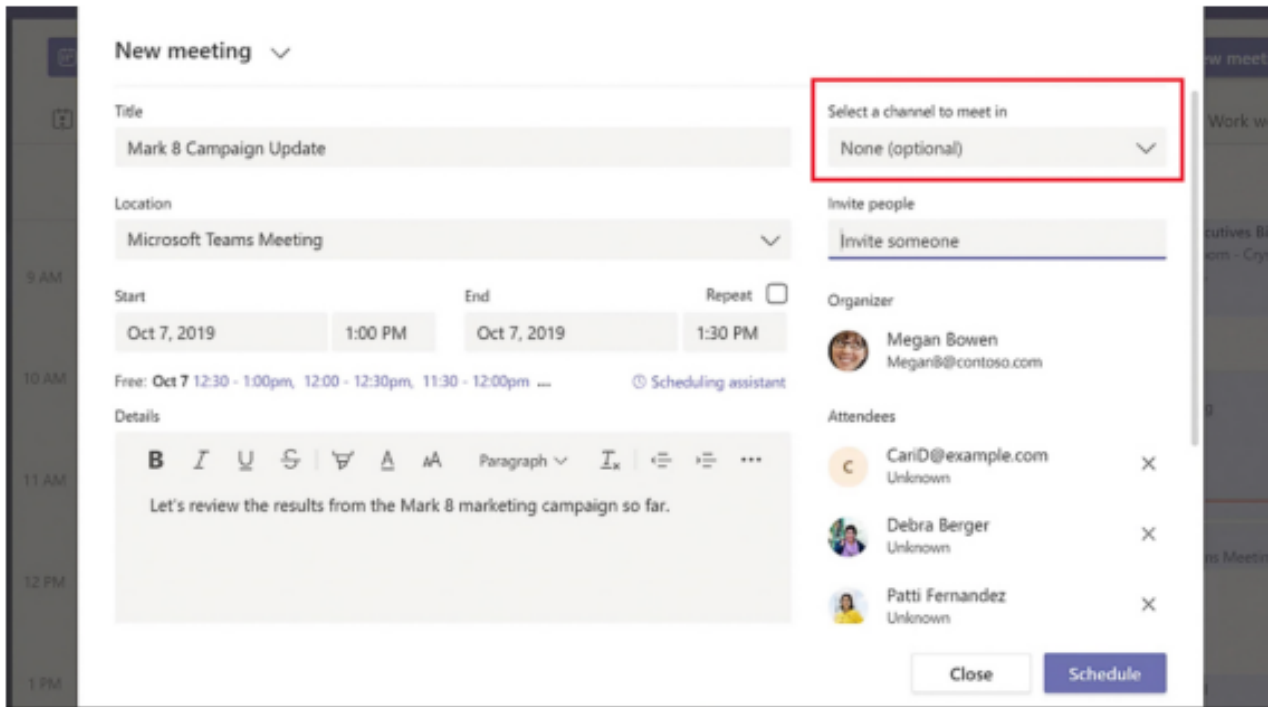 New meeting
Title
Mark 8 Campaign Update
Select a channel to meet in
None (optional)
Location
Microsoft Teams Meeting
Invite people
Invite someone
Start
End
Repeat
Oct 7, 2019 1:00 PM Oct 7, 2019 1:30 PM
Free: Oct 7 12:30 - 1:00pm, 12:00 - 12:30pm, 11:30 - 12:00pm ...
Scheduling assistant
Organizer
Megan Bowen
MeganB@contoso.com
Details
B I U S A AA Paragraph Ix ...
Let's review the results from the Mark 8 marketing campaign so far.
Attendees
C
CariD@example.com
Unknown
Debra Berger
Unknown
Patti Fernandez
Unknown
Close
Schedule
9 AM
10 AM
11 AM
12 PM
1 PM
Work